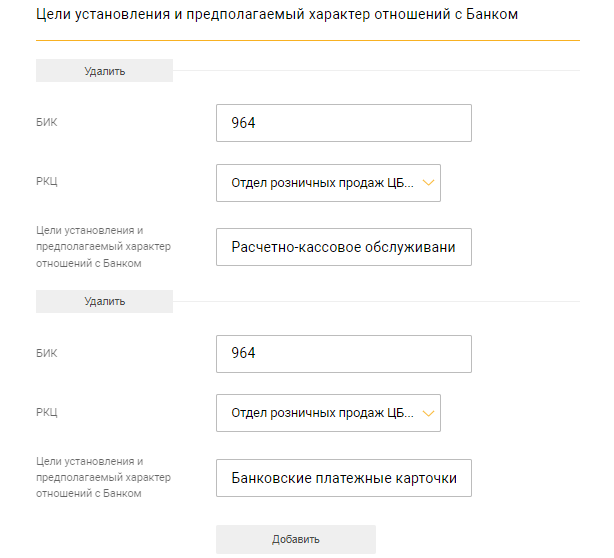 Цели установления и предполагаемый характер отношений с Банком
Удалить
БИК
964
РКЦ
Отдел розничных продаж ЦБ...
Цели установления и
предполагаемый характер
отношений с Банком
Расчетно-кассовое обслуживани
Удалить
БИК
964
РКЦ
Отдел розничных продаж ЦБ...
Цели установления и
предполагаемый характер
отношений с Банком
Банковские платежные карточки
Добавить